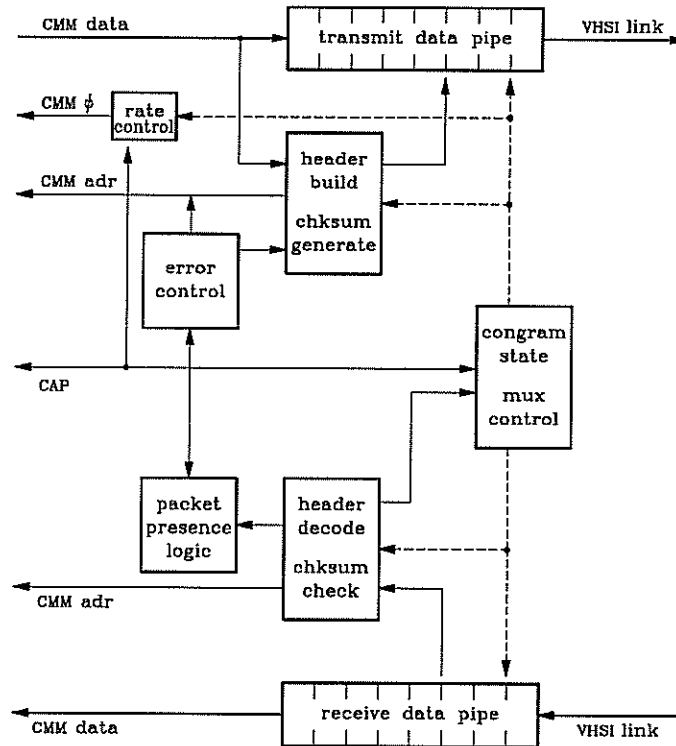 CMM data
transmit data pipe
VHSI link
CMM ϕ
rate
control
header
build
chksum
generate
CMM adr
error
control
congram
state
mux
control
CAP
packet
presence
logic
header
decode
chksum
check
CMM adr
receive data pipe
CMM data
VHSI link